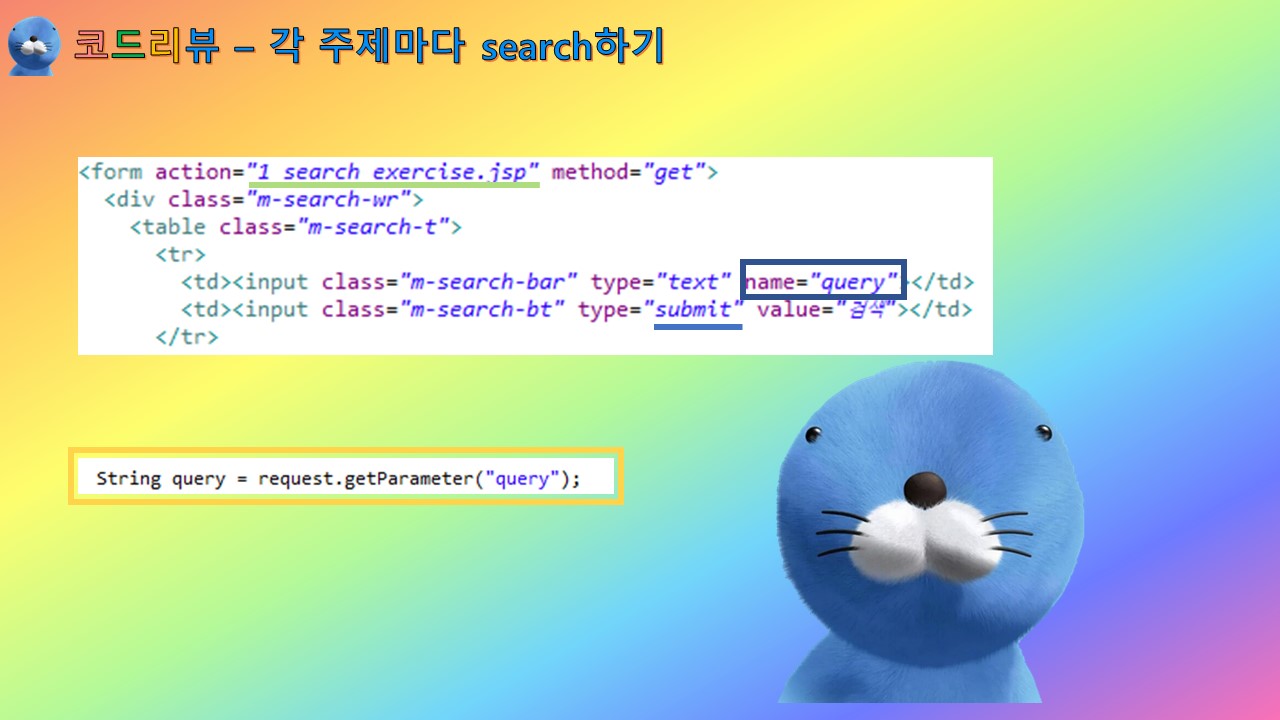 코드리뷰 – 각 주제마다 search하기
<form action="1_search_exercise.jsp" method="get">
<div class="m-search-wr">
<table class="m-search-t">
<tr>
<td><input class="m-search-bar" type="text" name="query"></td>
<td><input class="m-search-bt" type="submit" value="검색"></td>
</tr>
String query = request.getParameter("query");